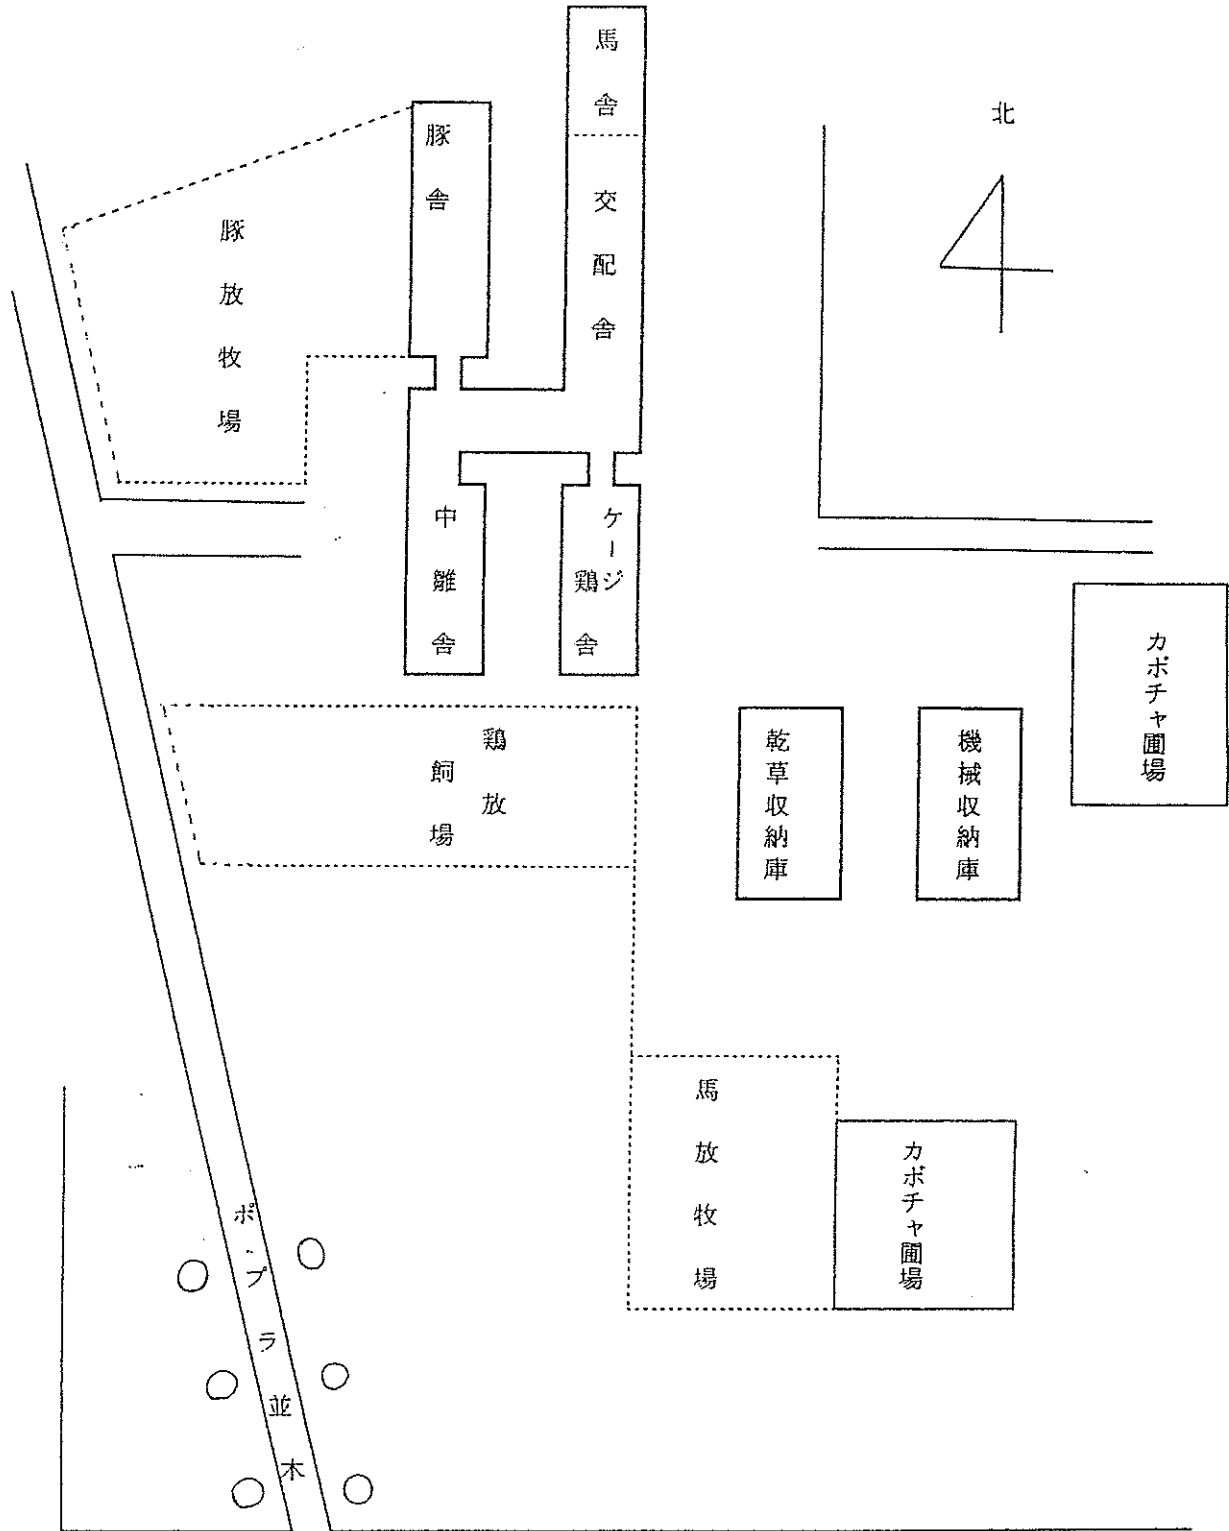 馬舎
北
豚舎
交配舎
豚放牧場
中雛舎
ケージ
鶏舎
カボチャ圃場
鶏放
飼場
乾草収納庫
機械収納庫
馬放牧場
カボチャ圃場
ポプラ並木